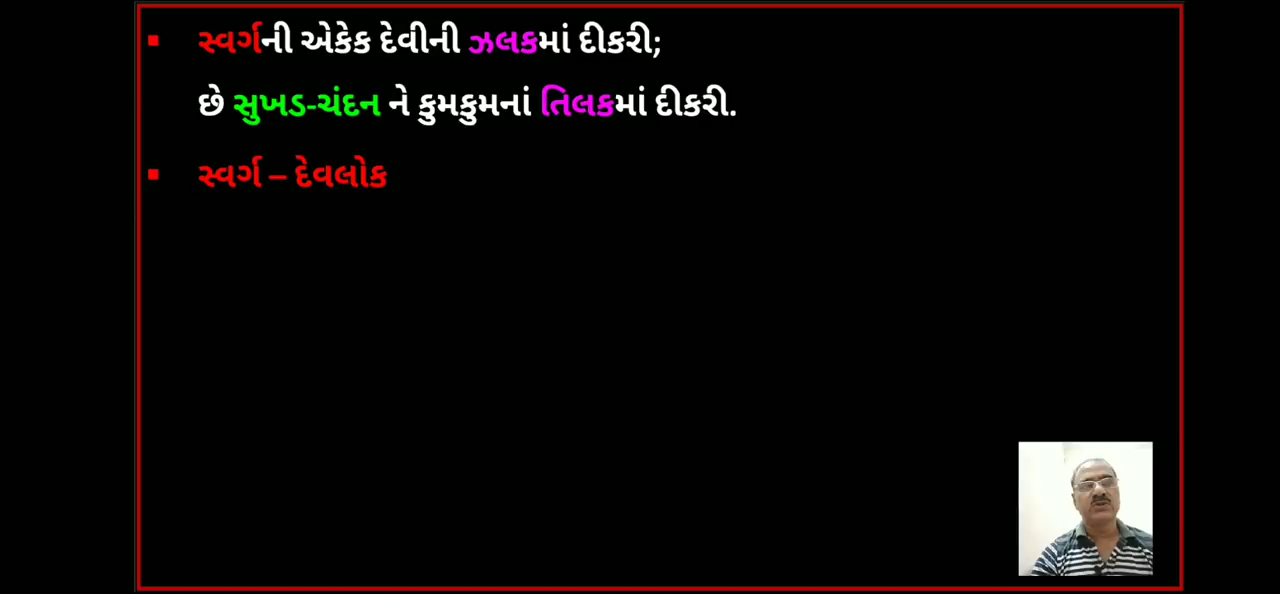 સ્વર્ગની એકેક દેવીની ઝલકમાં દીકરી;
છે સુખડ-ચંદન ને કુમકુમનાં તિલકમાં દીકરી.
સ્વર્ગ – દેવલોક